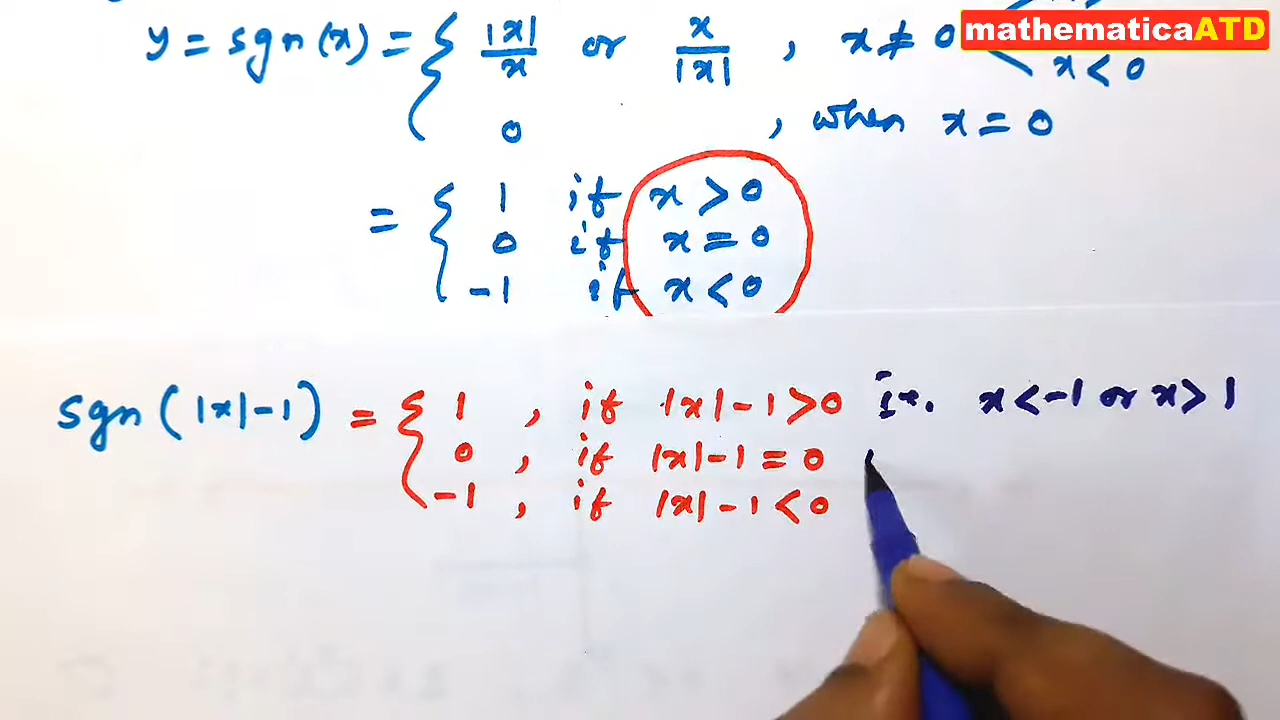 mathematicaATD
y = sgn(x) = { |x|/x or x/|x| , x ≠ 0
x < 0
0 , when x = 0
= { 1 if x > 0
0 if x = 0
-1 if x < 0
sgn(|x|-1) = { 1 , if |x|-1 > 0 i.e. x < -1 or x > 1
0 , if |x|-1 = 0
-1 , if |x|-1 < 0